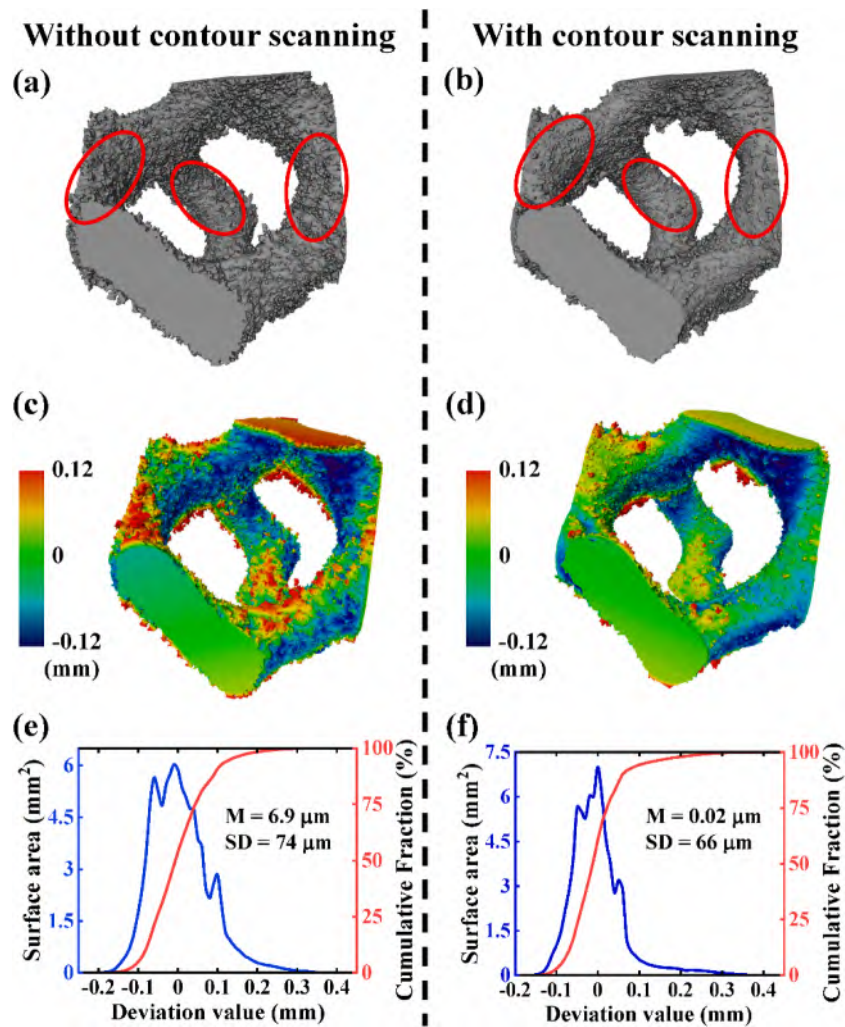 Without contour scanning
With contour scanning
(a)
(b)
(c)
(d)
0.12
0
-0.12
(mm)
0.12
0
-0.12
(mm)
(e)
(f)
Surface area (mm²)
6
4.5
3
1.5
0
M = 6.9 μm
SD = 74 μm
100
75
50
25
0
Cumulative Fraction (%)
-0.2 -0.1 0 0.1 0.2 0.3 0.4
Deviation value (mm)
Surface area (mm²)
7.5
6
4.5
3
1.5
0
M = 0.02 μm
SD = 66 μm
100
75
50
25
0
Cumulative Fraction (%)
-0.2 -0.1 0 0.1 0.2 0.3 0.4
Deviation value (mm)